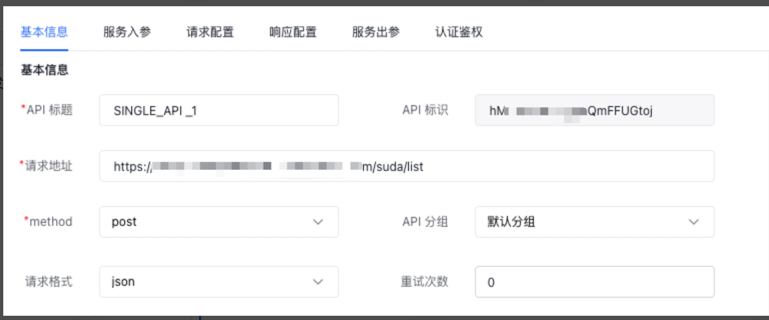 基本信息 服务入参 请求配置 响应配置 服务出参 认证鉴权
基本信息
*API 标题 SINGLE_API _1 API 标识 hM QmFFUGtoj
*请求地址 https:// m/suda/list
*method post API 分组 默认分组
请求格式 json 重试次数 0